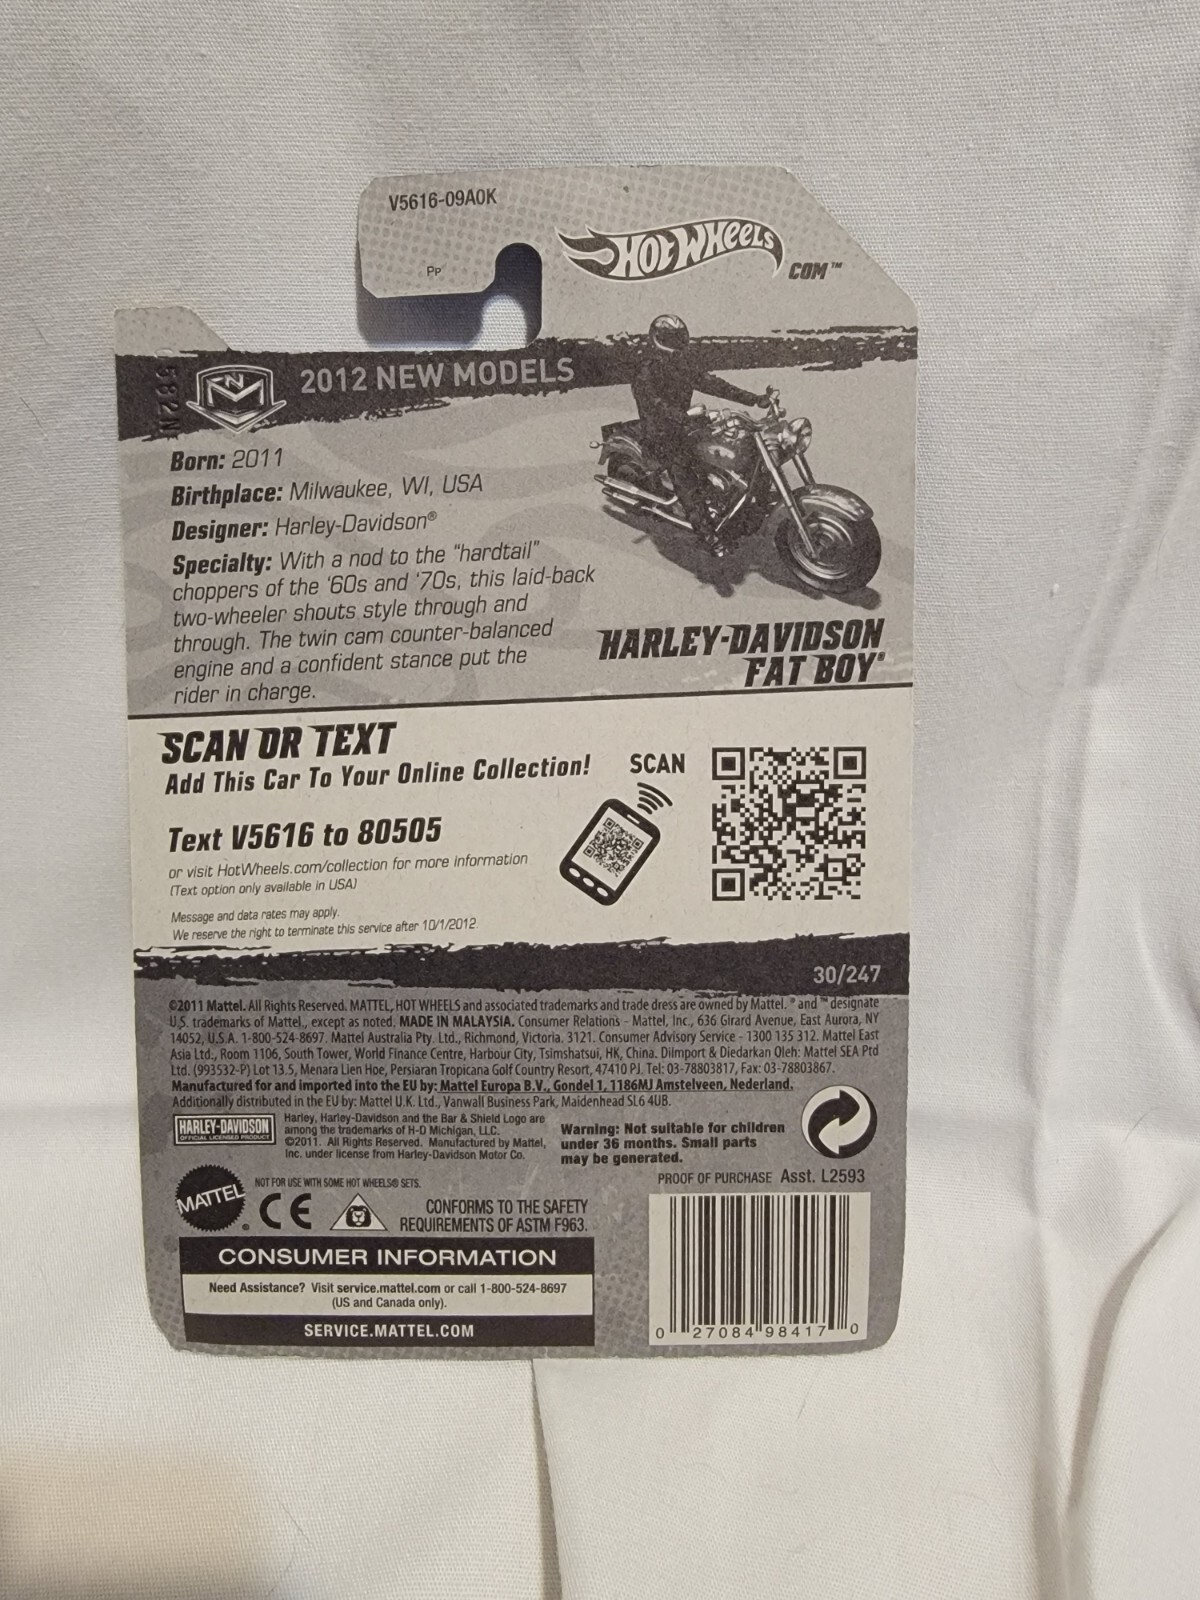 V5616-09A0K
Pp
HOT WHEELS
COM™
2012 NEW MODELS
Born: 2011
Birthplace: Milwaukee, WI, USA
Designer: Harley-Davidson®
Specialty: With a nod to the "hardtail"
choppers of the '60s and '70s, this laid-back
two-wheeler shouts style through and
through. The twin cam counter-balanced
engine and a confident stance put the
rider in charge.
HARLEY-DAVIDSON
FAT BOY®
SCAN OR TEXT
Add This Car To Your Online Collection!
SCAN
Text V5616 to 80505
or visit HotWheels.com/collection for more information
(Text option only available in USA)
Message and data rates may apply.
We reserve the right to terminate this service after 10/1/2012.
30/247
©2011 Mattel. All Rights Reserved. MATTEL, HOT WHEELS and associated trademarks and trade dress are owned by Mattel. ® and ™ designate
U.S. trademarks of Mattel., except as noted. MADE IN MALAYSIA. Consumer Relations - Mattel, Inc., 636 Girard Avenue, East Aurora, NY
14052, U.S.A. 1-800-524-8697. Mattel Australia Pty. Ltd., Richmond, Victoria. 3121. Consumer Advisory Service - 1300 135 312. Mattel East
Asia Ltd., Room 1106, South Tower, World Finance Centre, Harbour City, Tsimshatsui, HK, China. Diimport & Diedarkan Oleh: Mattel SEA Ptd
Ltd. (993532-P) Lot 13.5, Menara Lien Hoe, Persiaran Tropicana Golf Country Resort, 47410 PJ. Tel: 03-78803817, Fax: 03-78803867.
Manufactured for and imported into the EU by: Mattel Europa B.V., Gondel 1, 1186MJ Amstelveen, Nederland.
Additionally distributed in the EU by: Mattel U.K. Ltd., Vanwall Business Park, Maidenhead SL6 4UB.
HARLEY-DAVIDSON
OFFICIAL LICENSED PRODUCT
Harley, Harley-Davidson and the Bar & Shield Logo are
among the trademarks of H-D Michigan, LLC.
©2011. All Rights Reserved. Manufactured by Mattel,
Inc. under license from Harley-Davidson Motor Co.
Warning: Not suitable for children
under 36 months. Small parts
may be generated.
PROOF OF PURCHASE Asst. L2593
NOT FOR USE WITH SOME HOT WHEELS® SETS.
MATTEL®
CE
CONFORMS TO THE SAFETY
REQUIREMENTS OF ASTM F963.
CONSUMER INFORMATION
Need Assistance? Visit service.mattel.com or call 1-800-524-8697
(US and Canada only).
SERVICE.MATTEL.COM
0 27084 98417 0